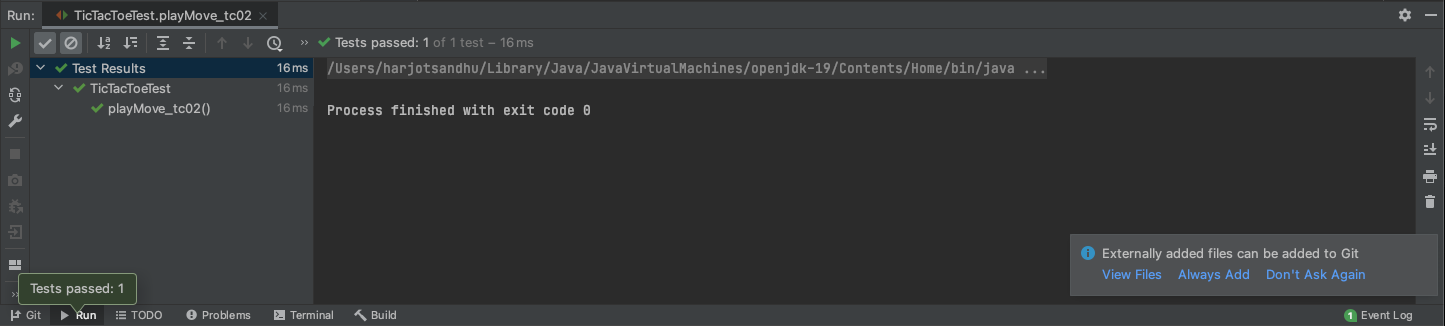 Run: TicTacToeTest.playMove_tc02
Tests passed: 1 of 1 test – 16 ms
Test Results 16 ms
TicTacToeTest 16 ms
playMove_tc02() 16 ms
/Users/harjotsandhu/Library/Java/JavaVirtualMachines/openjdk-19/Contents/Home/bin/java ...
Process finished with exit code 0
Externally added files can be added to Git
View Files Always Add Don't Ask Again
Tests passed: 1
Git Run TODO Problems Terminal Build 1 Event Log